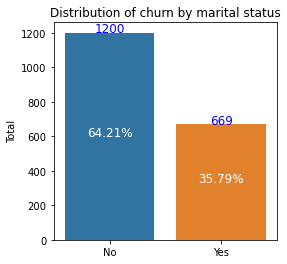 Distribution of churn by marital status
1200
1200
1000
800
669
600
64.21%
400
35.79%
200
0
Total
No
Yes